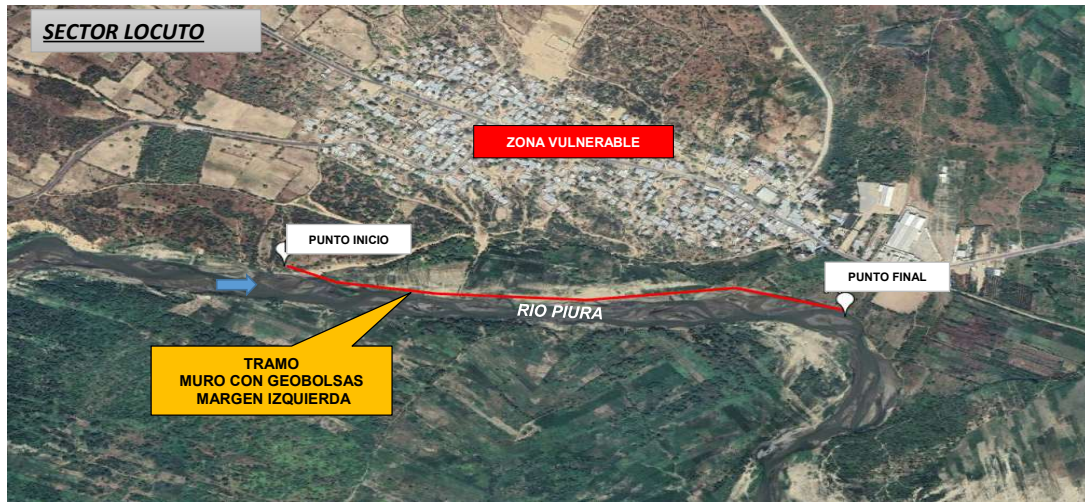 SECTOR LOCUTO
ZONA VULNERABLE
PUNTO INICIO
PUNTO FINAL
RIO PIURA
TRAMO
MURO CON GEOBOLSAS
MARGEN IZQUIERDA